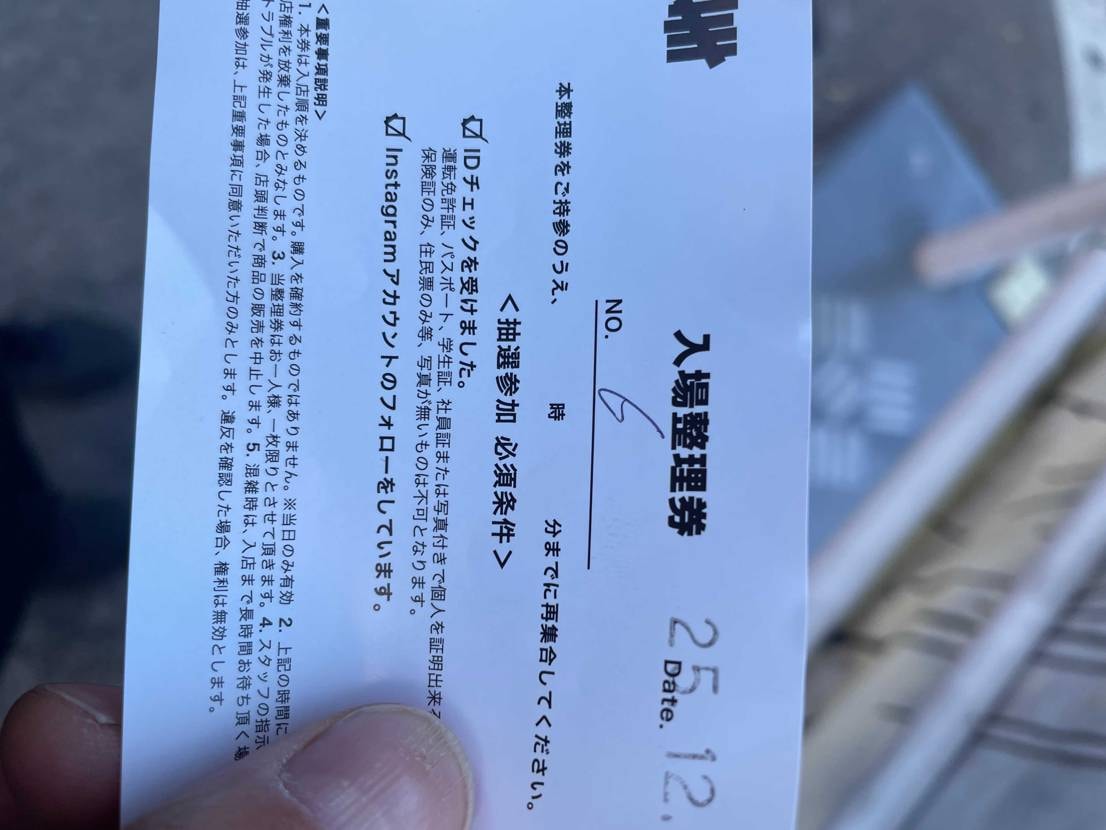 入場整理券
25.12.
Date.
NO. 6
本整理券をご持参のうえ、 時 分までに再集合してください。
<抽選参加 必須条件>
☑ IDチェックを受けました。
運転免許証、パスポート、学生証、社員証または写真付きで個人を証明出来
保険証のみ、住民票のみ等、写真が無いものは不可となります。
☑ Instagramアカウントのフォローをしています。
<重要事項説明>
1. 本券は入店順を決めるものです。購入を確約するものではありません。※当日のみ有効 2. 上記の時間に
店権利を放棄したものとみなします。3. 当整理券はお一人様、一枚限りとさせて頂きます。4. スタッフの指示
トラブルが発生した場合、店頭判断で商品の販売を中止します。5. 混雑時は、入店まで長時間お待ち頂く場
抽選参加は、上記重要事項に同意いただいた方のみとします。違反を確認した場合、権利は無効とします。